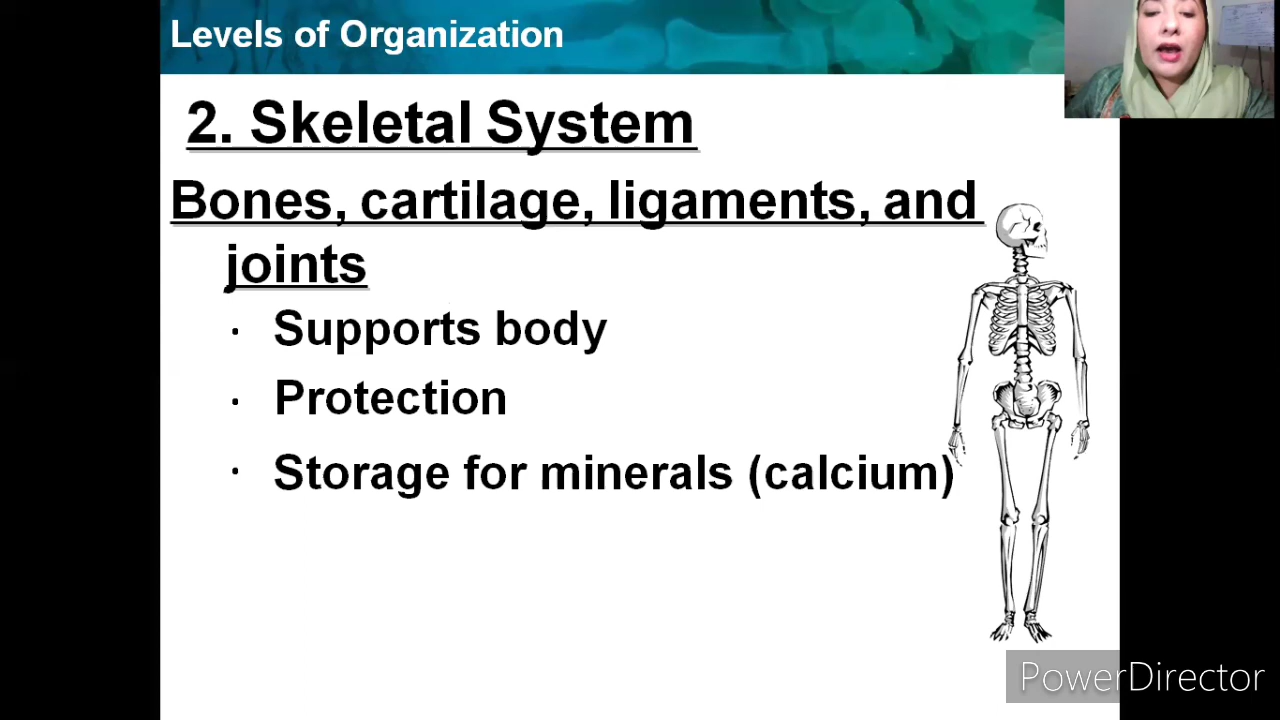 Levels of Organization
2. Skeletal System
Bones, cartilage, ligaments, and
joints
· Supports body
· Protection
· Storage for minerals (calcium)
PowerDirector